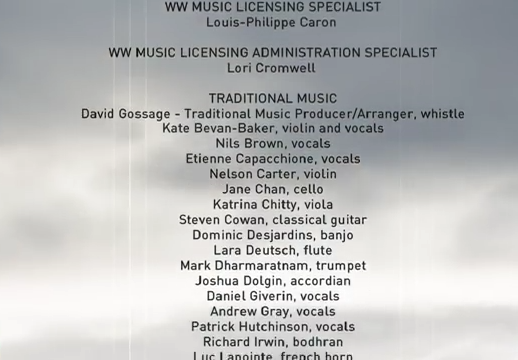 WW MUSIC LICENSING SPECIALIST
Louis-Philippe Caron
WW MUSIC LICENSING ADMINISTRATION SPECIALIST
Lori Cromwell
TRADITIONAL MUSIC
David Gossage - Traditional Music Producer/Arranger, whistle
Kate Bevan-Baker, violin and vocals
Nils Brown, vocals
Etienne Capacchione, vocals
Nelson Carter, violin
Jane Chan, cello
Katrina Chitty, viola
Steven Cowan, classical guitar
Dominic Desjardins, banjo
Lara Deutsch, flute
Mark Dharmaratnam, trumpet
Joshua Dolgin, accordian
Daniel Giverin, vocals
Andrew Gray, vocals
Patrick Hutchinson, vocals
Richard Irwin, bodhran
Luc Lapointe, french horn